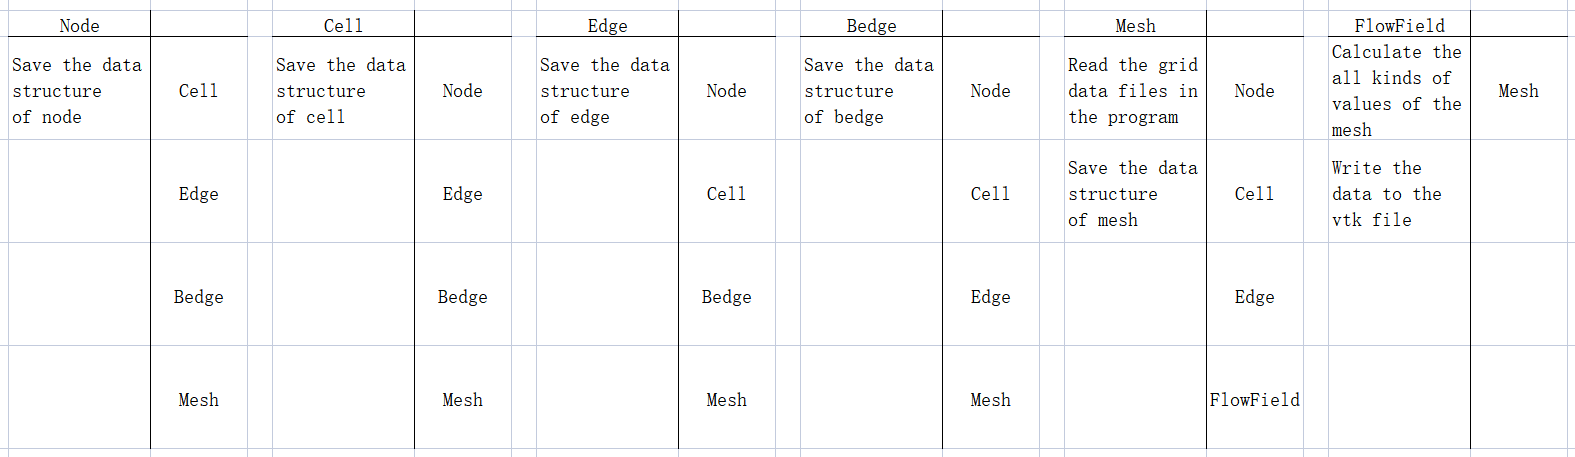 Node
Cell
Edge
Bedge
Mesh
FlowField
Save the data
structure
of node
Cell
Save the data
structure
of cell
Node
Save the data
structure
of edge
Node
Save the data
structure
of bedge
Node
Read the grid
data files in
the program
Node
Calculate the
all kinds of
values of the
mesh
Mesh
Edge
Edge
Cell
Cell
Save the data
structure
of mesh
Cell
Write the
data to the
vtk file
Bedge
Bedge
Bedge
Edge
Edge
Mesh
Mesh
Mesh
Mesh
FlowField